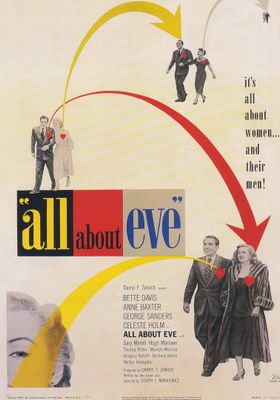 it's
all
about
women...
and
their
men!
"all about eve"
Darryl F. Zanuck presents
BETTE DAVIS
ANNE BAXTER
GEORGE SANDERS
CELESTE HOLM in
ALL ABOUT EVE
Gary Merrill · Hugh Marlowe
Thelma Ritter · Marilyn Monroe
Gregory Ratoff · Barbara Bates
Walter Hampden
Produced by DARRYL F. ZANUCK
Written for the Screen and
Directed by JOSEPH L. MANKIEWICZ